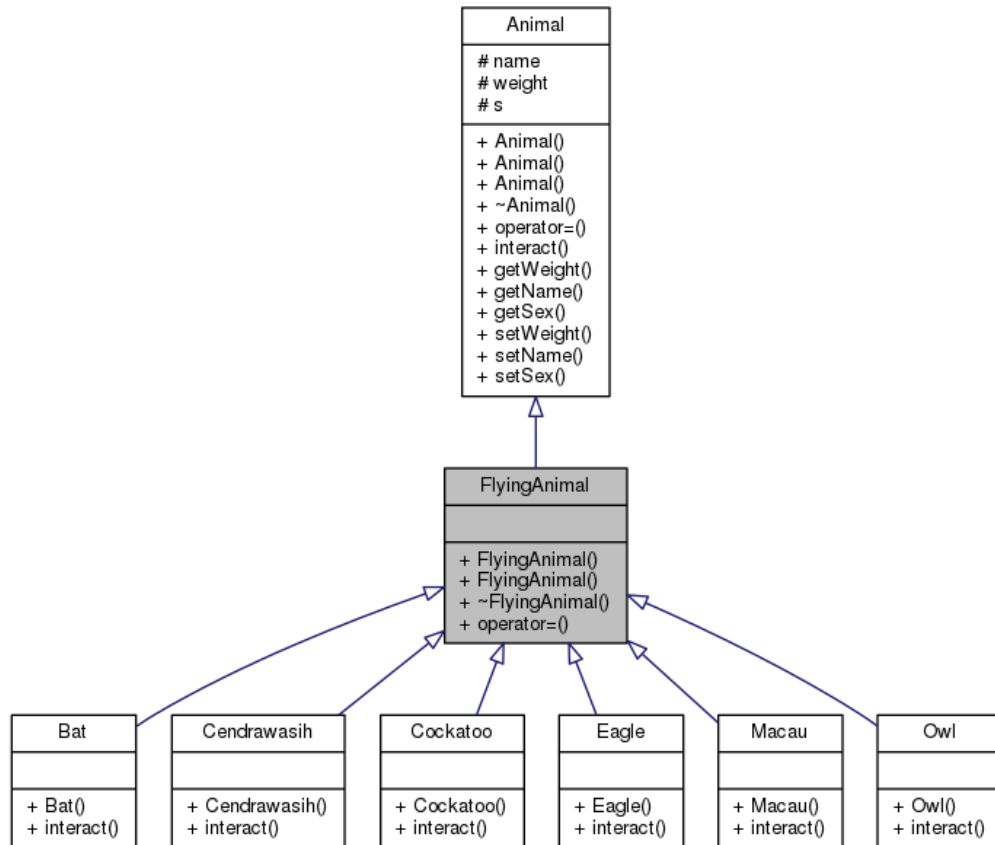 Animal
# name
# weight
# s
+ Animal()
+ Animal()
+ Animal()
+ ~Animal()
+ operator=()
+ interact()
+ getWeight()
+ getName()
+ getSex()
+ setWeight()
+ setName()
+ setSex()
FlyingAnimal
+ FlyingAnimal()
+ FlyingAnimal()
+ ~FlyingAnimal()
+ operator=()
Bat
+ Bat()
+ interact()
Cendrawasih
+ Cendrawasih()
+ interact()
Cockatoo
+ Cockatoo()
+ interact()
Eagle
+ Eagle()
+ interact()
Macau
+ Macau()
+ interact()
Owl
+ Owl()
+ interact()